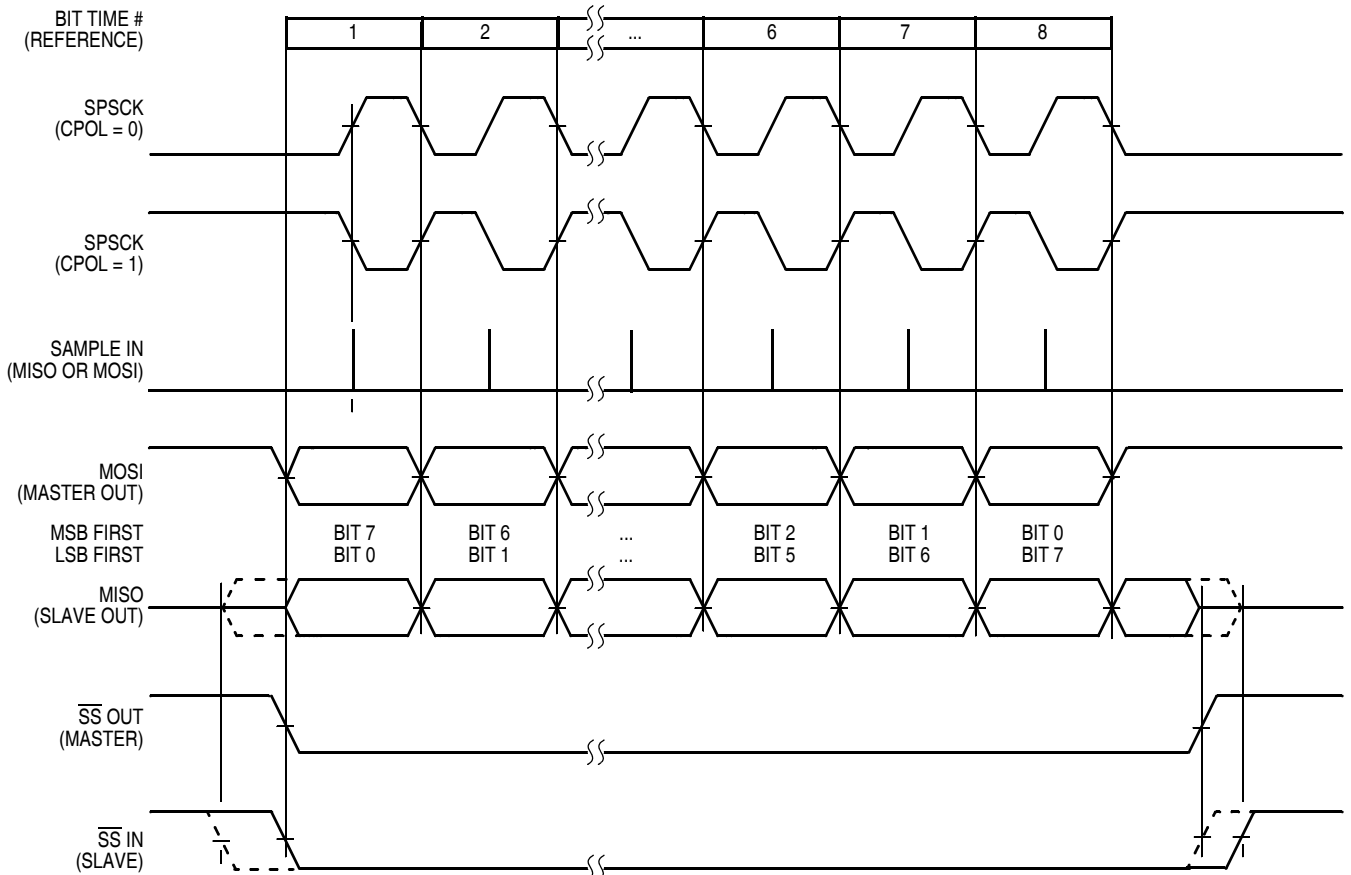 BIT TIME #
(REFERENCE)
1 2 ... 6 7 8
SPSCK
(CPOL = 0)
SPSCK
(CPOL = 1)
SAMPLE IN
(MISO OR MOSI)
MOSI
(MASTER OUT)
MSB FIRST BIT 7 BIT 6 ... BIT 2 BIT 1 BIT 0
LSB FIRST BIT 0 BIT 1 ... BIT 5 BIT 6 BIT 7
MISO
(SLAVE OUT)
S̅S̅ OUT
(MASTER)
S̅S̅ IN
(SLAVE)